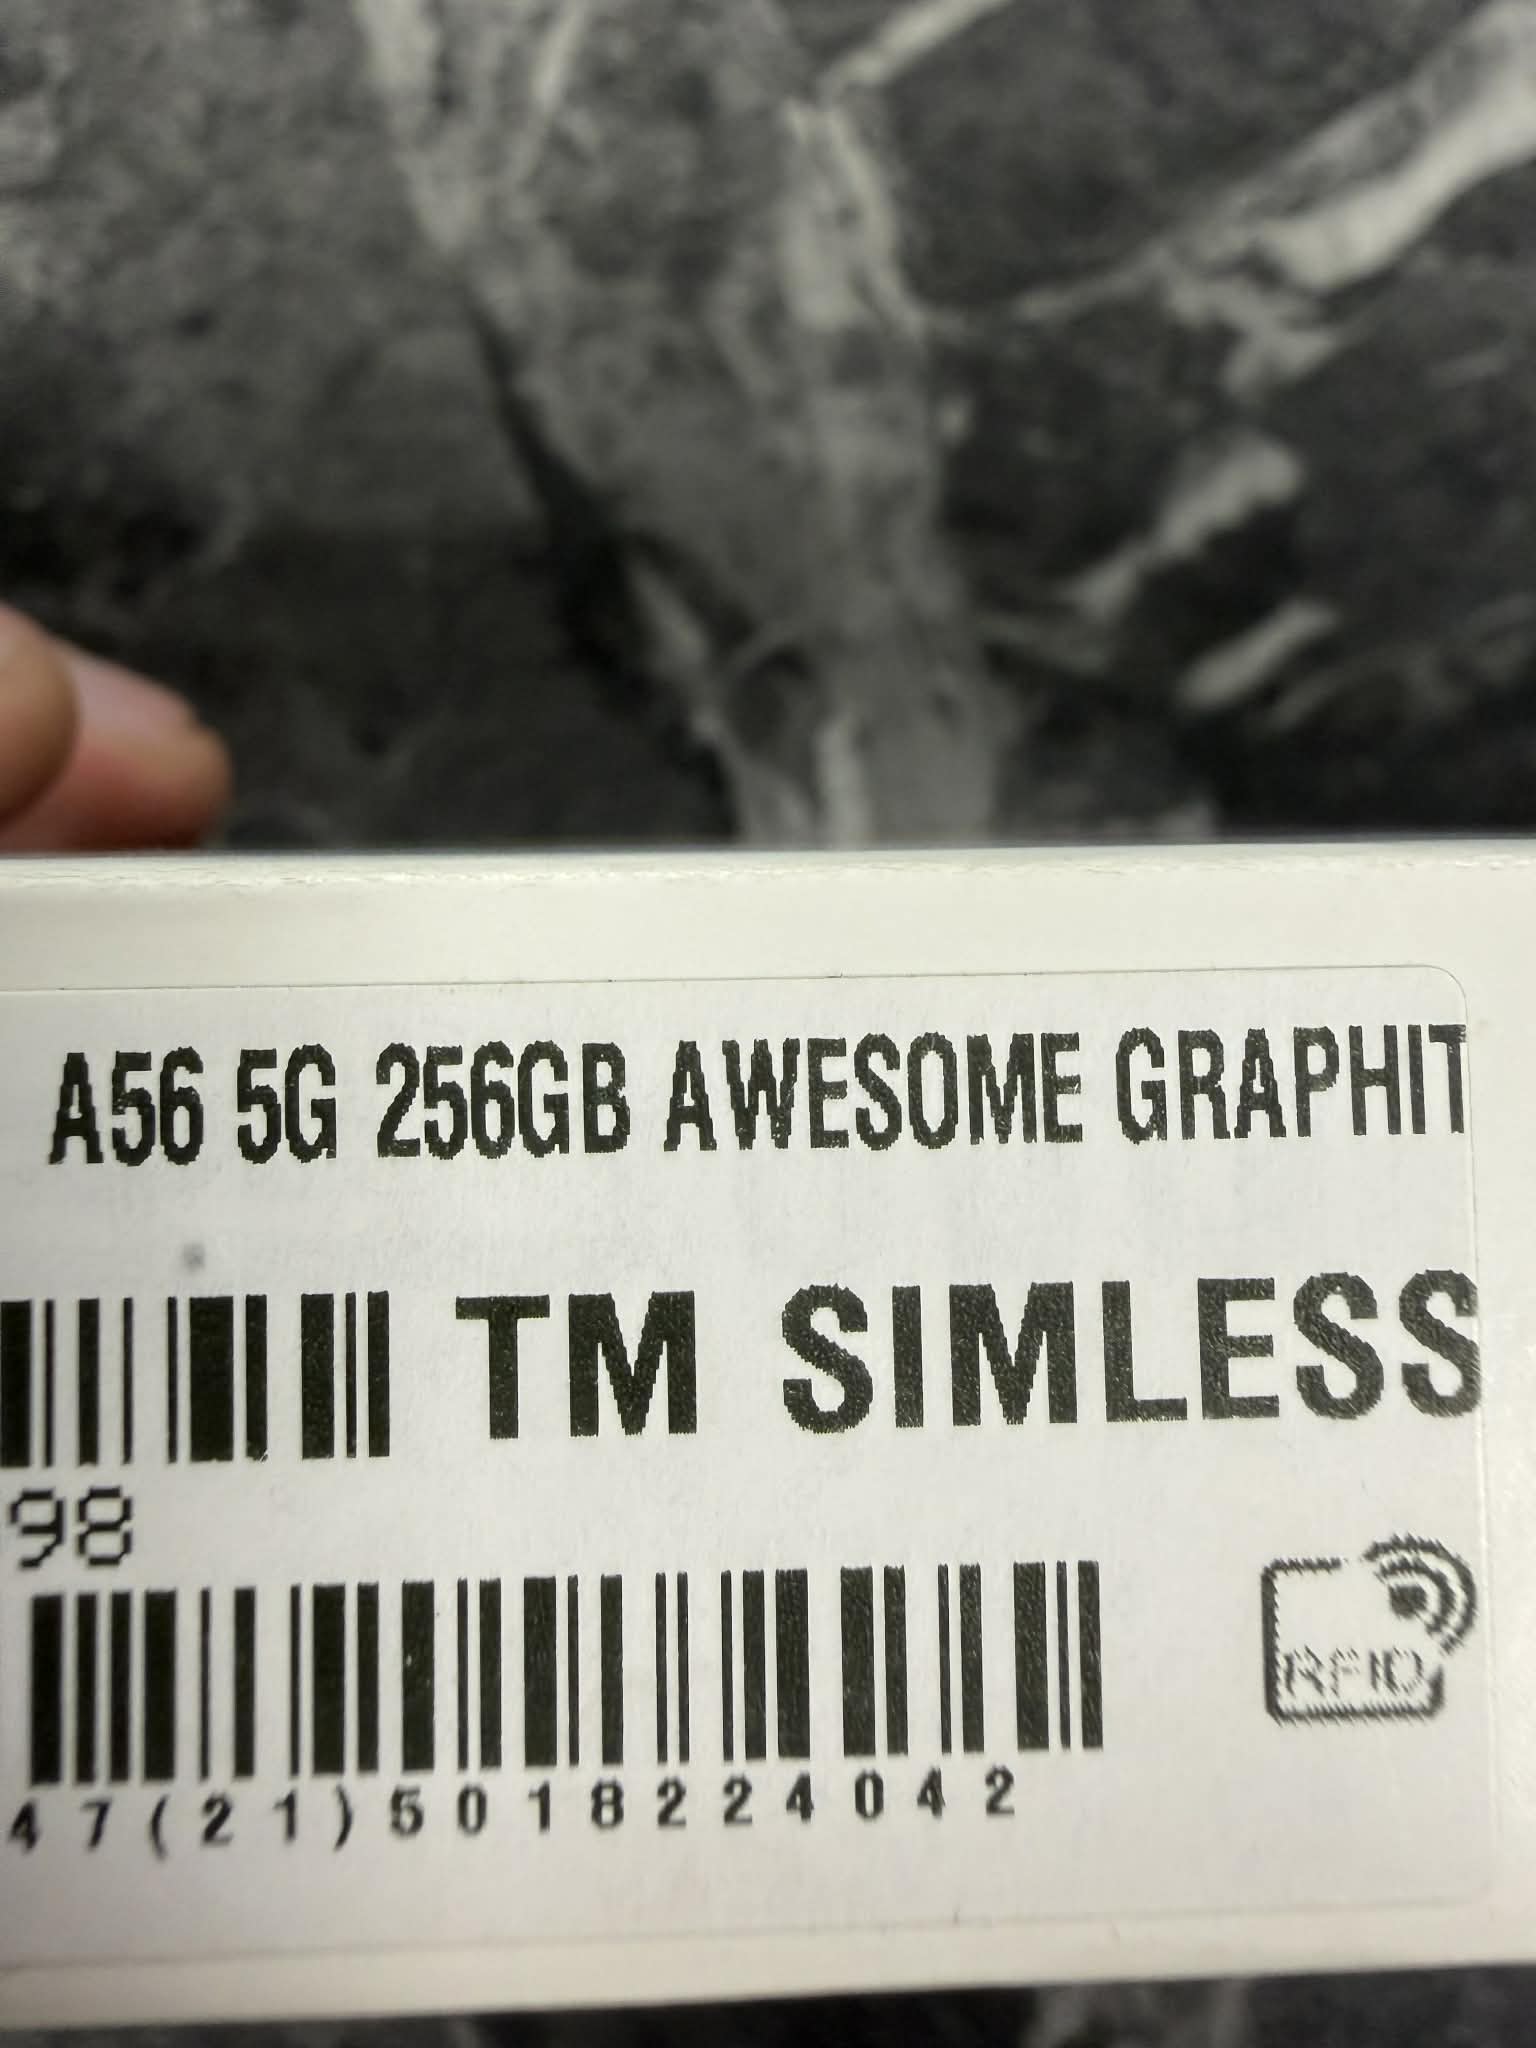 A56 5G 256GB AWESOME GRAPHIT
TM SIMLESS
98
47(21)5018224042
RFID